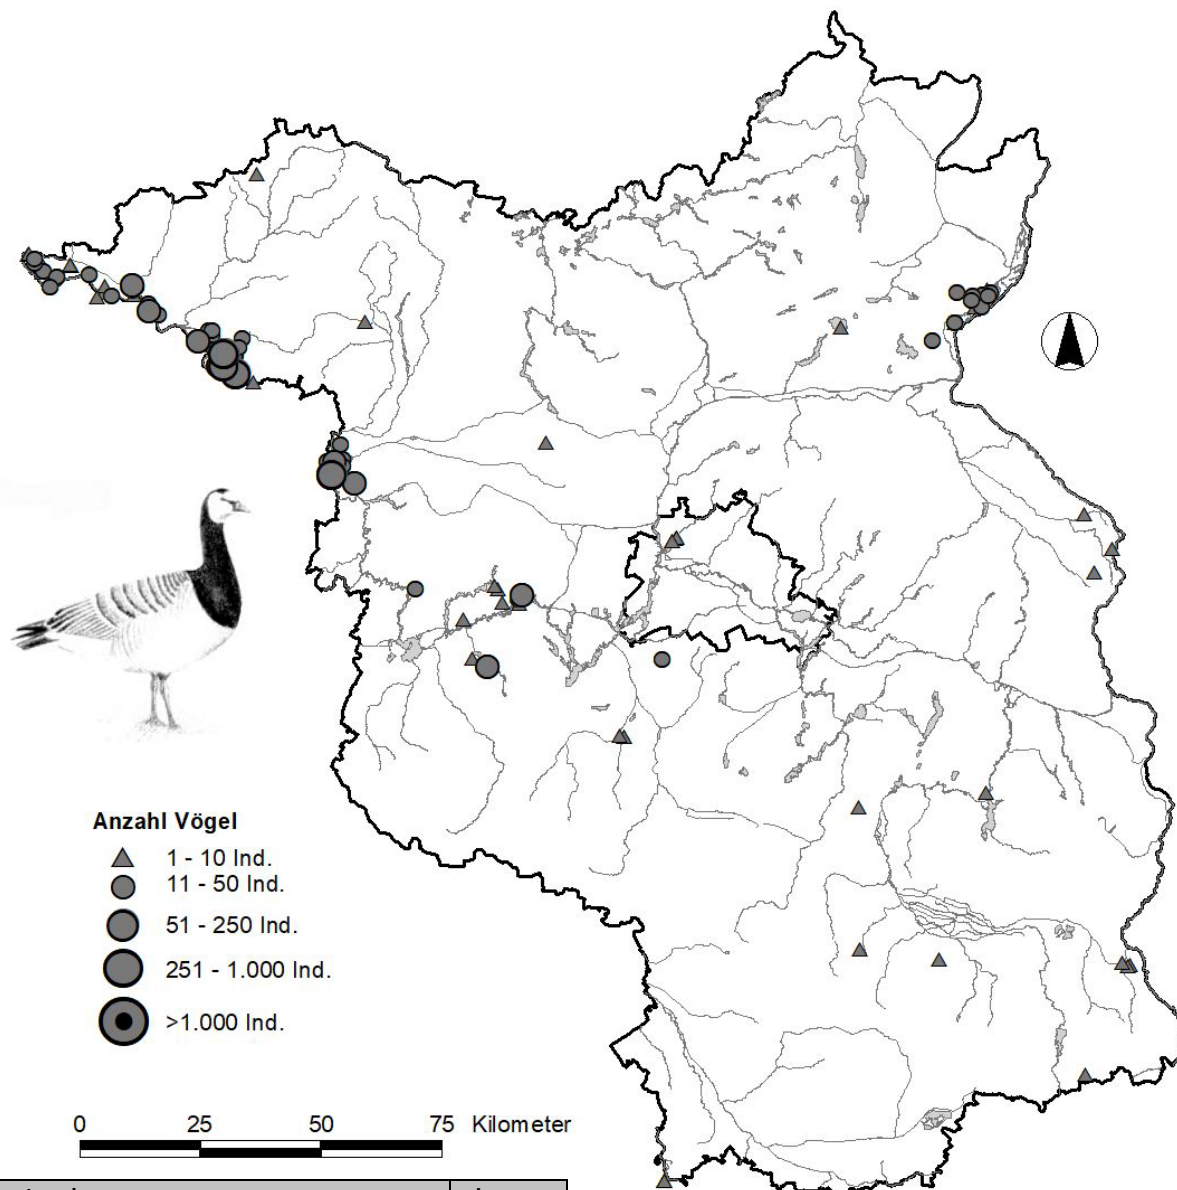 Anzahl Vögel
1 - 10 Ind.
11 - 50 Ind.
51 - 250 Ind.
251 - 1.000 Ind.
>1.000 Ind.
0 25 50 75 Kilometer